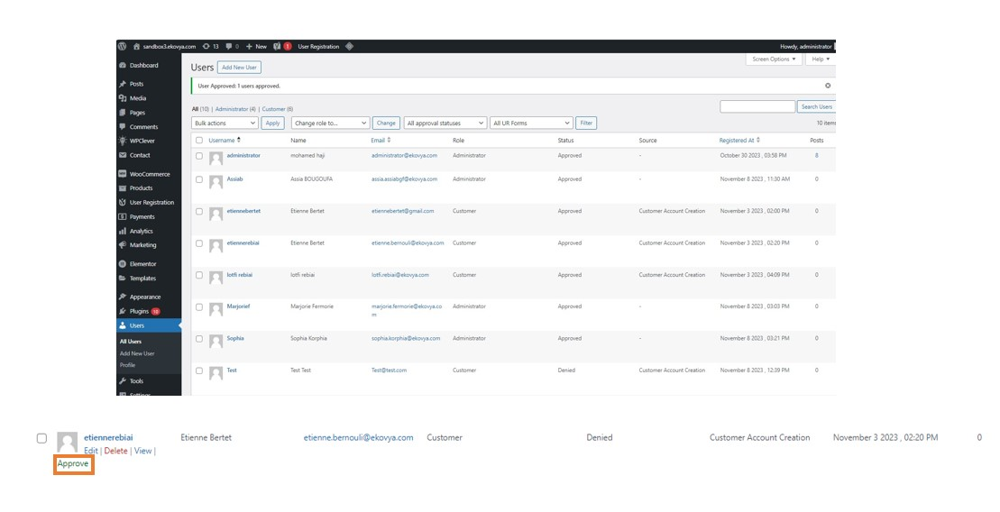 sandbox3.ekovya.com 13 0 + New 1 User Registration Howdy, administrator
Dashboard
Posts
Media
Pages
Comments
WPClever
Contact
WooCommerce
Products
User Registration
Payments
Analytics
Marketing
Elementor
Templates
Appearance
Plugins 10
Users
All Users
Add New User
Profile
Tools
Settings
Screen Options ▼ Help ▼
Users Add New User
User Approved: 1 users approved.
All (10) | Administrator (4) | Customer (6)
Search Users
Bulk actions Apply Change role to... Change All approval statuses All UR Forms Filter 10 items
Username Name Email Role Status Source Registered At Posts
administrator mohamed haji administrator@ekovya.com Administrator Approved - October 30 2023 , 03:58 PM 8
Assiab Assia BOUGOUFA assia.assiabgf@ekovya.com Administrator Approved - November 8 2023 , 11:30 AM 0
etiennebertet Etienne Bertet etiennebertet@gmail.com Customer Approved Customer Account Creation November 3 2023 , 02:00 PM 0
etiennerebiai Etienne Bertet etienne.bernouli@ekovya.com Customer Approved Customer Account Creation November 3 2023 , 02:20 PM 0
lotfi rebiai lotfi rebiai lotfi.rebiai@ekovya.com Customer Approved Customer Account Creation November 3 2023 , 04:09 PM 0
Marjorief Marjorie Fermorie marjorie.fermorie@ekovya.co Administrator Approved - November 8 2023 , 03:03 PM 0
m
Sophia Sophia Korphia sophia.korphia@ekovya.com Administrator Approved - November 8 2023 , 03:21 PM 0
Test Test Test Test@test.com Customer Denied Customer Account Creation November 8 2023 , 12:39 PM 0
etiennerebiai Etienne Bertet etienne.bernouli@ekovya.com Customer Denied Customer Account Creation November 3 2023 , 02:20 PM 0
Edit | Delete | View |
Approve